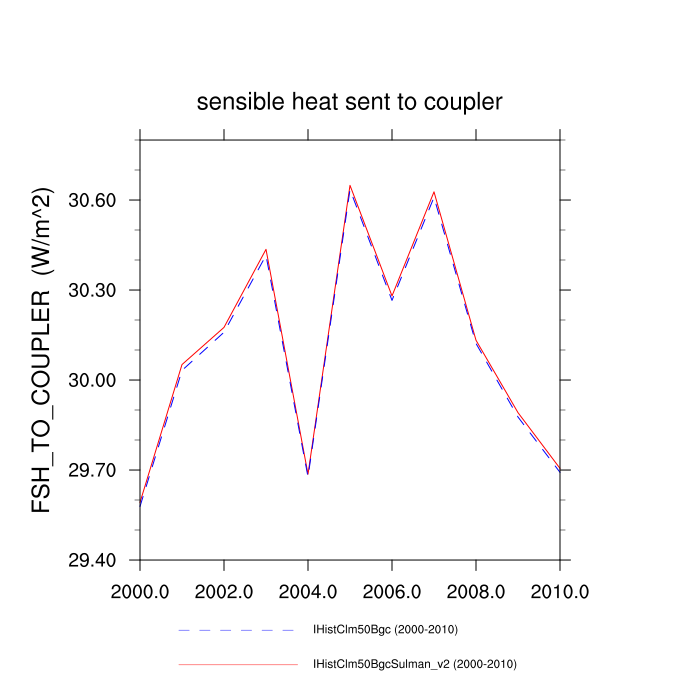 sensible heat sent to coupler
FSH_TO_COUPLER (W/m^2)
30.60
30.30
30.00
29.70
29.40
2000.0 2002.0 2004.0 2006.0 2008.0 2010.0
IHistClm50Bgc (2000-2010)
IHistClm50BgcSulman_v2 (2000-2010)